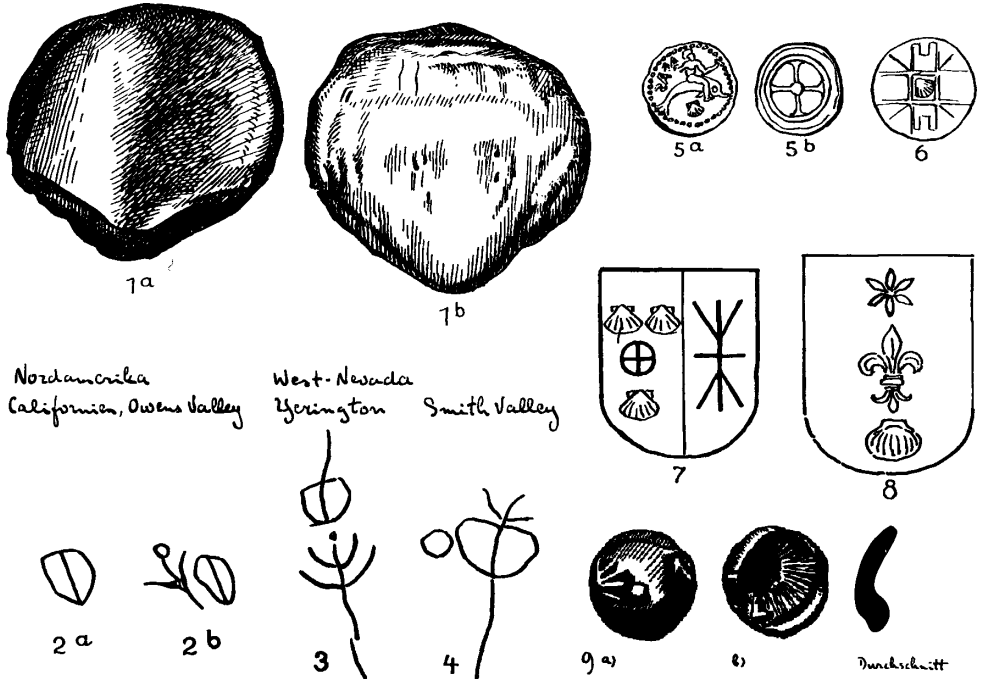 1a
1b
5a
5b
6
7
8
Nordamerika
Californien, Owens Valley
West-Nevada
Yerington
Smith Valley
2a
2b
3
4
9 a)
b)
Durchschnitt